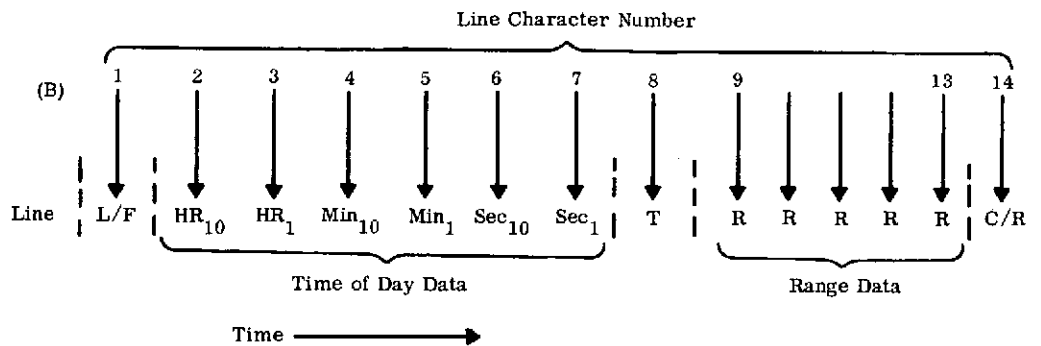 Line Character Number
(B) 1 2 3 4 5 6 7 8 9 13 14
Line L/F HR10 HR1 Min10 Min1 Sec10 Sec1 T R R R R R C/R
Time of Day Data Range Data
Time